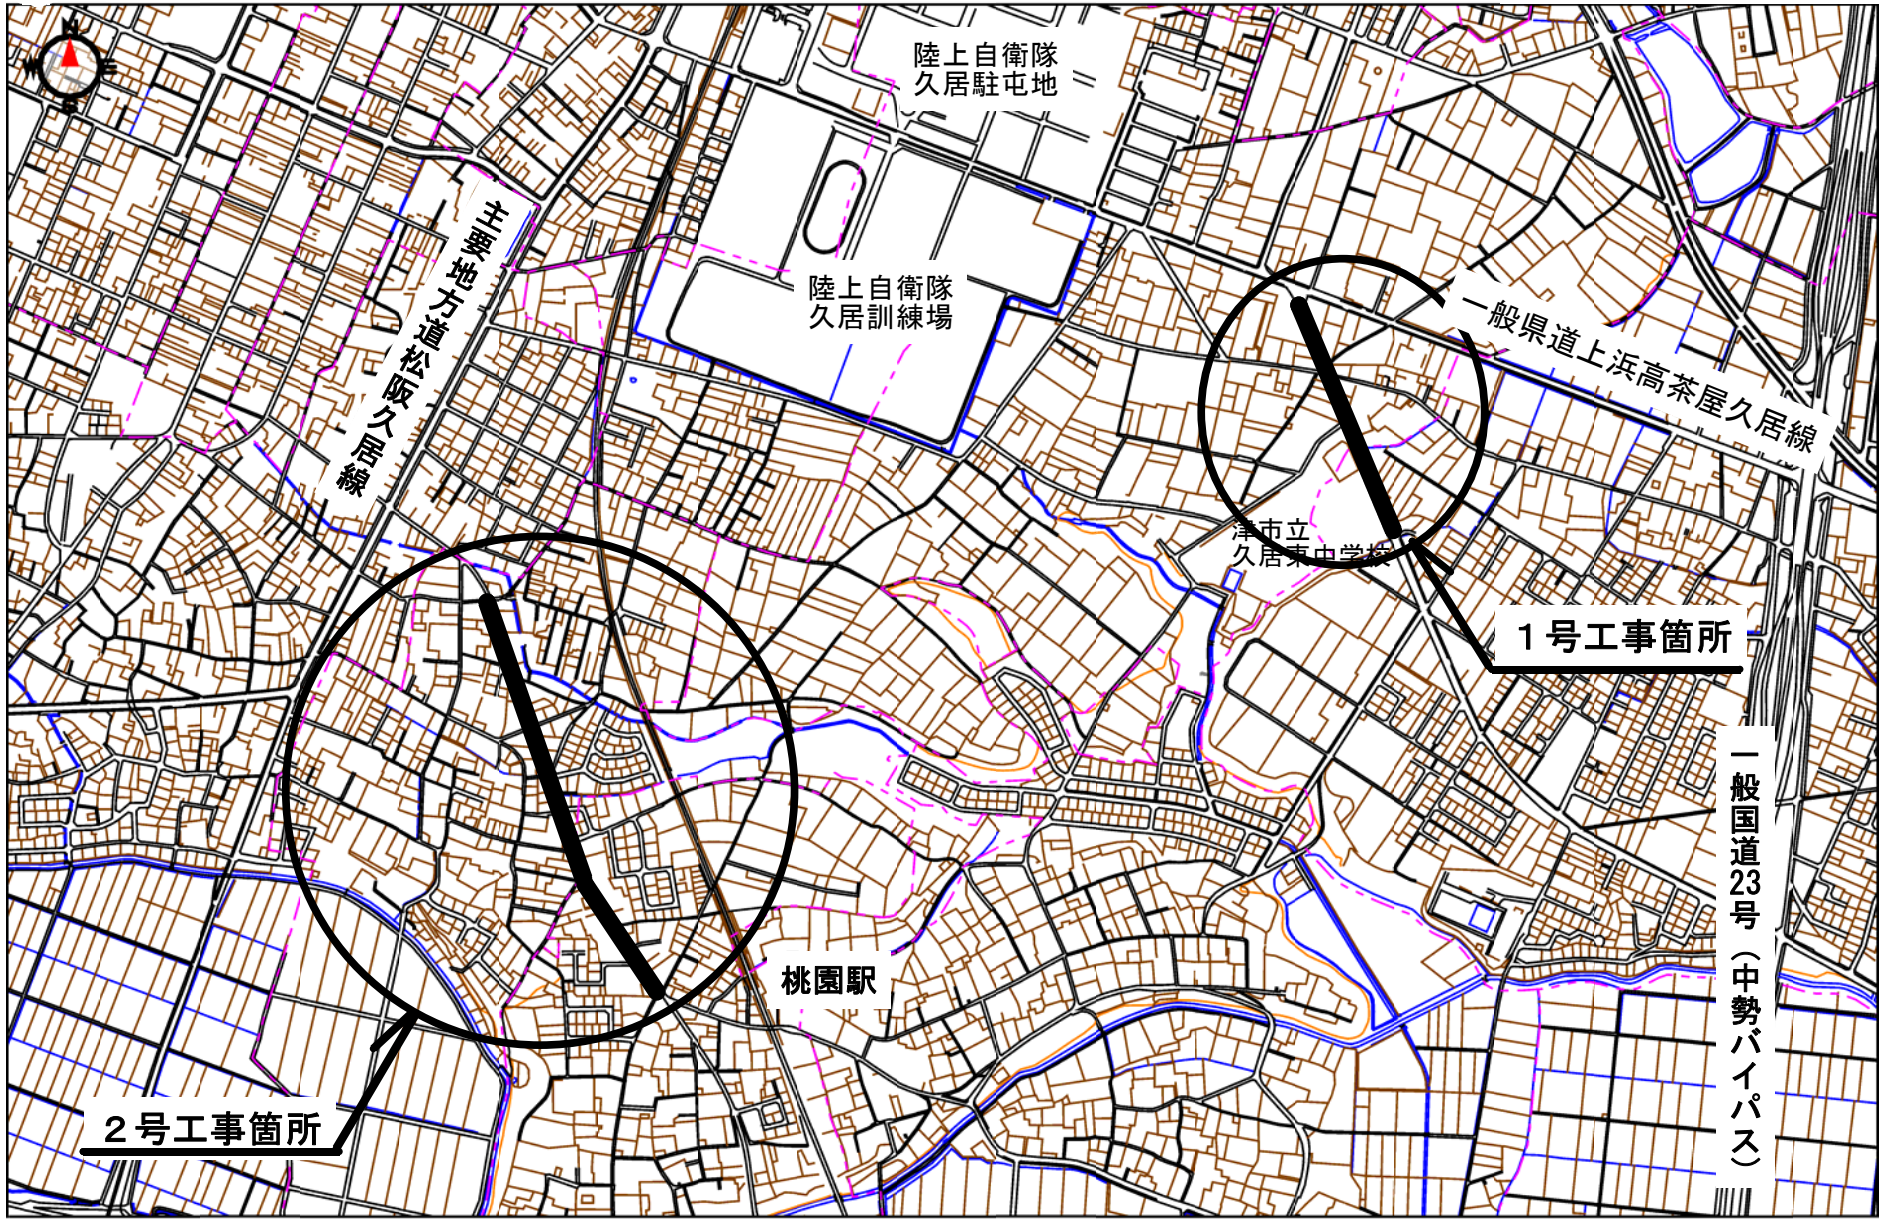 N
陸上自衛隊
久居駐屯地
主要地方道松阪久居線
陸上自衛隊
久居訓練場
一般県道上浜高茶屋久居線
津市立
久居東中学校
１号工事箇所
一般国道23号（中勢バイパス）
桃園駅
２号工事箇所